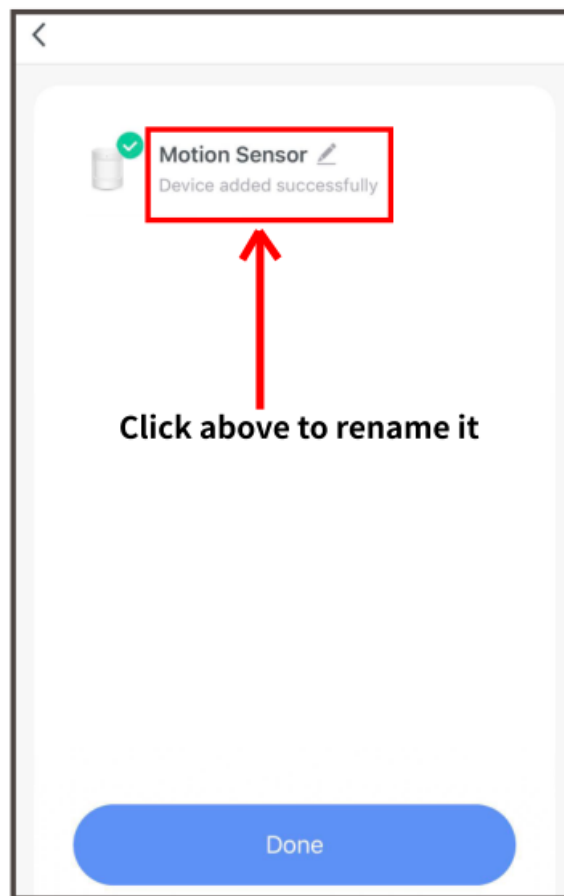 Motion Sensor
Device added successfully
Click above to rename it
Done